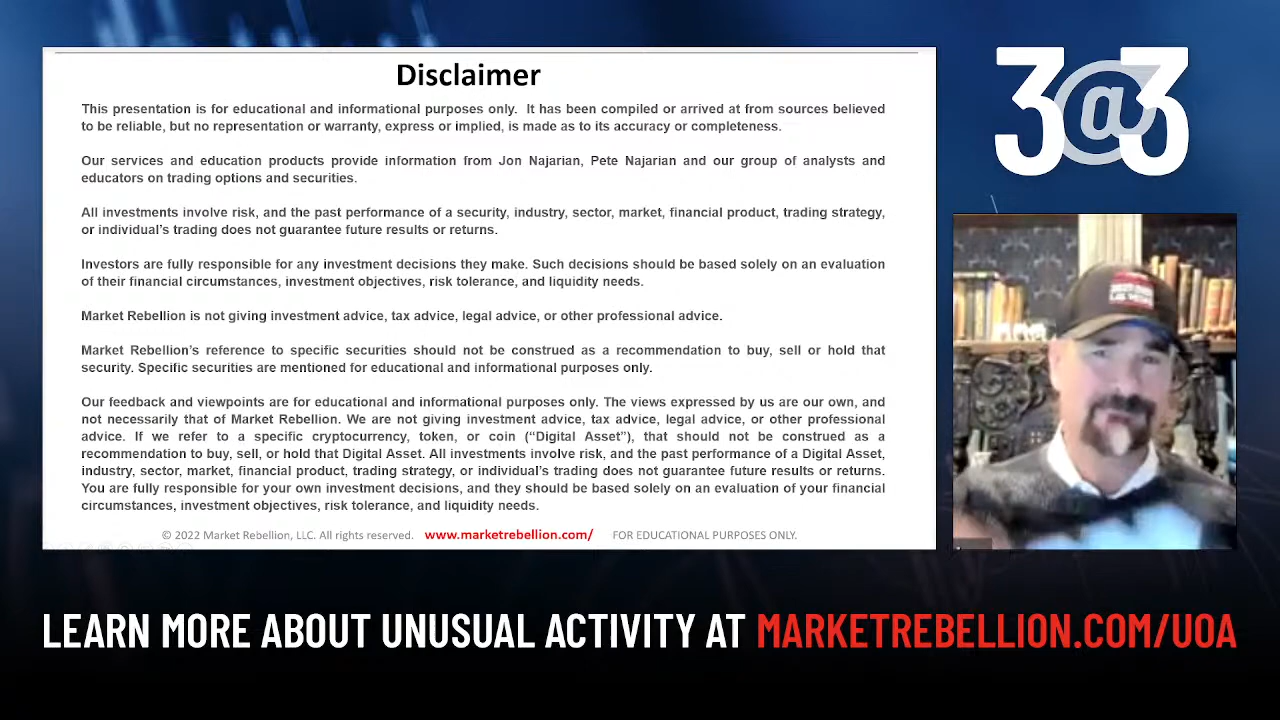 Disclaimer
This presentation is for educational and informational purposes only. It has been compiled or arrived at from sources believed
to be reliable, but no representation or warranty, express or implied, is made as to its accuracy or completeness.
Our services and education products provide information from Jon Najarian, Pete Najarian and our group of analysts and
educators on trading options and securities.
All investments involve risk, and the past performance of a security, industry, sector, market, financial product, trading strategy,
or individual’s trading does not guarantee future results or returns.
Investors are fully responsible for any investment decisions they make. Such decisions should be based solely on an evaluation
of their financial circumstances, investment objectives, risk tolerance, and liquidity needs.
Market Rebellion is not giving investment advice, tax advice, legal advice, or other professional advice.
Market Rebellion’s reference to specific securities should not be construed as a recommendation to buy, sell or hold that
security. Specific securities are mentioned for educational and informational purposes only.
Our feedback and viewpoints are for educational and informational purposes only. The views expressed by us are our own, and
not necessarily that of Market Rebellion. We are not giving investment advice, tax advice, legal advice, or other professional
advice. If we refer to a specific cryptocurrency, token, or coin (“Digital Asset”), that should not be construed as a
recommendation to buy, sell, or hold that Digital Asset. All investments involve risk, and the past performance of a Digital Asset,
industry, sector, market, financial product, trading strategy, or individual’s trading does not guarantee future results or returns.
You are fully responsible for your own investment decisions, and they should be based solely on an evaluation of your financial
circumstances, investment objectives, risk tolerance, and liquidity needs.
© 2022 Market Rebellion, LLC. All rights reserved. www.marketrebellion.com/ FOR EDUCATIONAL PURPOSES ONLY.
3@3
LEARN MORE ABOUT UNUSUAL ACTIVITY AT MARKETREBELLION.COM/UOA